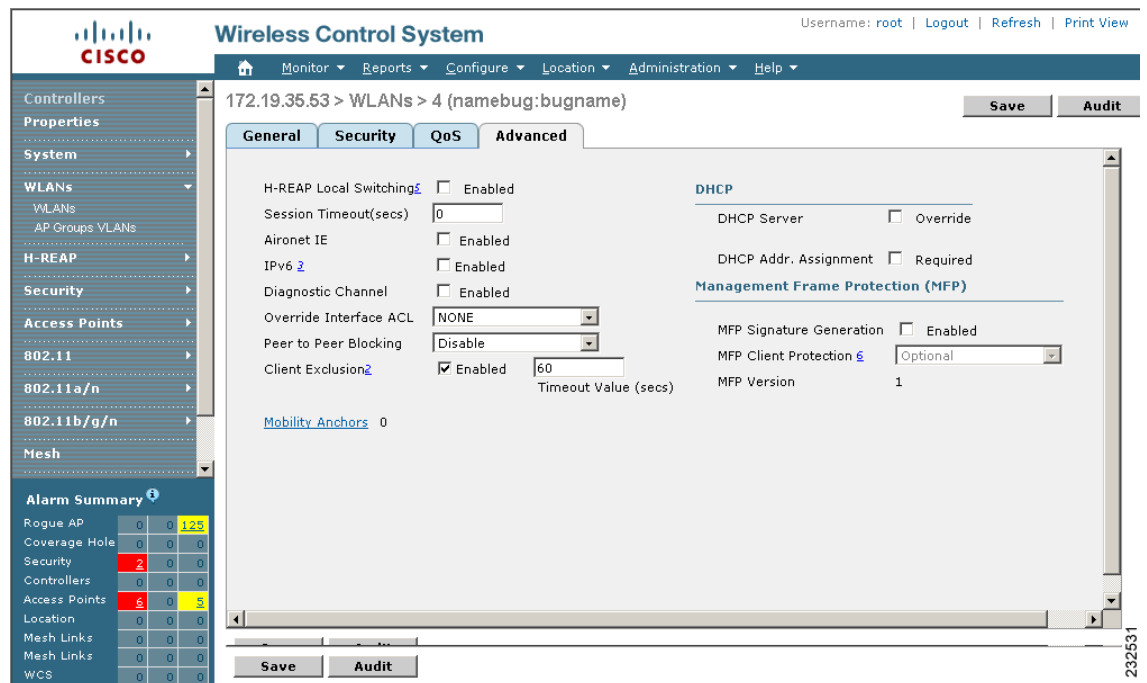 Username: root | Logout | Refresh | Print View
CISCO
Wireless Control System
Monitor Reports Configure Location Administration Help
Controllers
Properties
System
WLANs
WLANs
AP Groups VLANs
H-REAP
Security
Access Points
802.11
802.11a/n
802.11b/g/n
Mesh
Alarm Summary
Rogue AP 0 0 125
Coverage Hole 0 0 0
Security 2 0 0
Controllers 0 0 0
Access Points 6 0 5
Location 0 0 0
Mesh Links 0 0 0
Mesh Links 0 0 0
WCS 0 0 0
172.19.35.53 > WLANs > 4 (namebug:bugname)
Save Audit
General Security QoS Advanced
H-REAP Local Switching5 Enabled
Session Timeout(secs) 0
Aironet IE Enabled
IPv6 3 Enabled
Diagnostic Channel Enabled
Override Interface ACL NONE
Peer to Peer Blocking Disable
Client Exclusion2 Enabled 60
Timeout Value (secs)
Mobility Anchors 0
DHCP
DHCP Server Override
DHCP Addr. Assignment Required
Management Frame Protection (MFP)
MFP Signature Generation Enabled
MFP Client Protection 6 Optional
MFP Version 1
Save Audit
232531